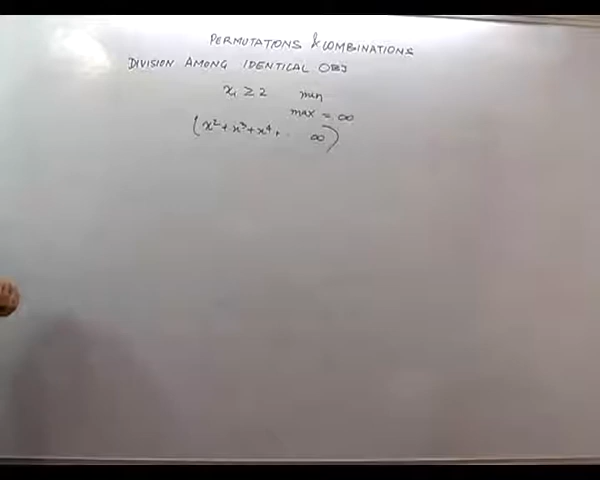 PERMUTATIONS & COMBINATIONS
DIVISION AMONG IDENTICAL OBJ
x₁ ≥ 2 min
max = ∞
(x² + x³ + x⁴ + .. ∞)